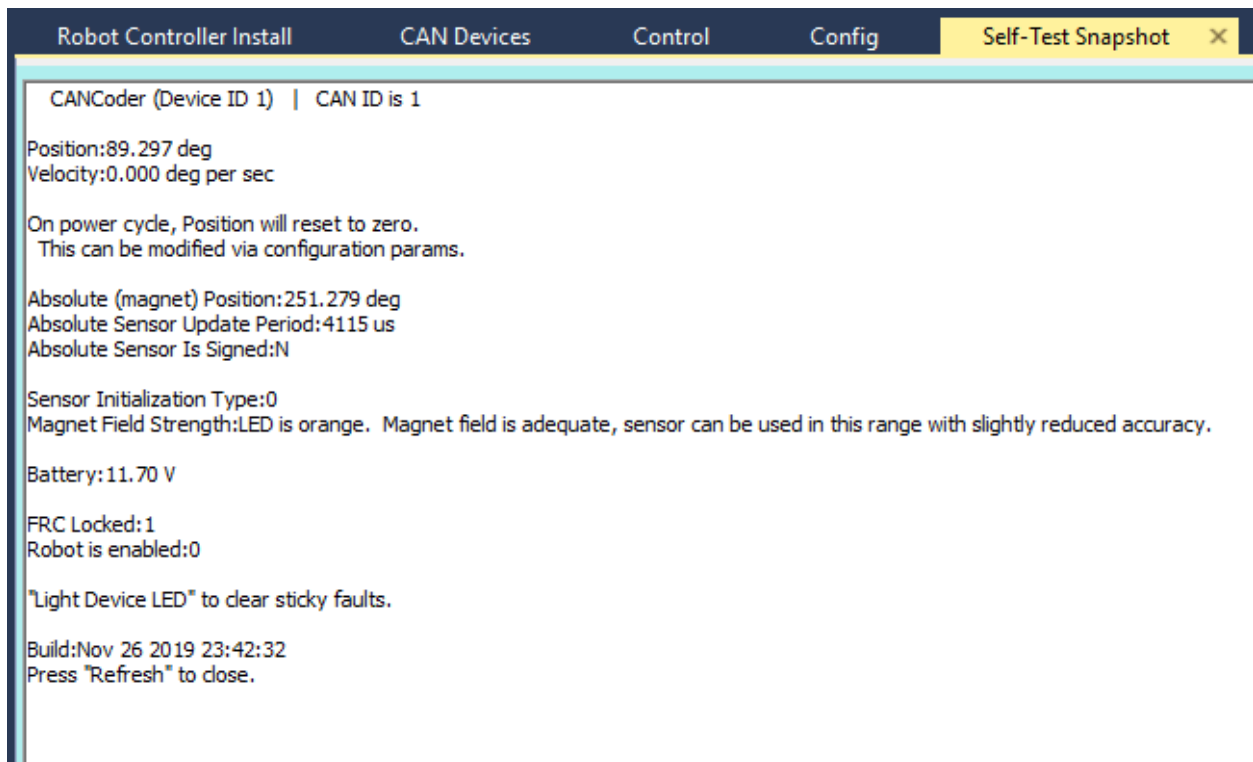 Robot Controller Install CAN Devices Control Config Self-Test Snapshot ×
CANCoder (Device ID 1) | CAN ID is 1
Position:89.297 deg
Velocity:0.000 deg per sec
On power cycle, Position will reset to zero.
This can be modified via configuration params.
Absolute (magnet) Position:251.279 deg
Absolute Sensor Update Period:4115 us
Absolute Sensor Is Signed:N
Sensor Initialization Type:0
Magnet Field Strength:LED is orange. Magnet field is adequate, sensor can be used in this range with slightly reduced accuracy.
Battery:11.70 V
FRC Locked:1
Robot is enabled:0
"Light Device LED" to clear sticky faults.
Build:Nov 26 2019 23:42:32
Press "Refresh" to close.